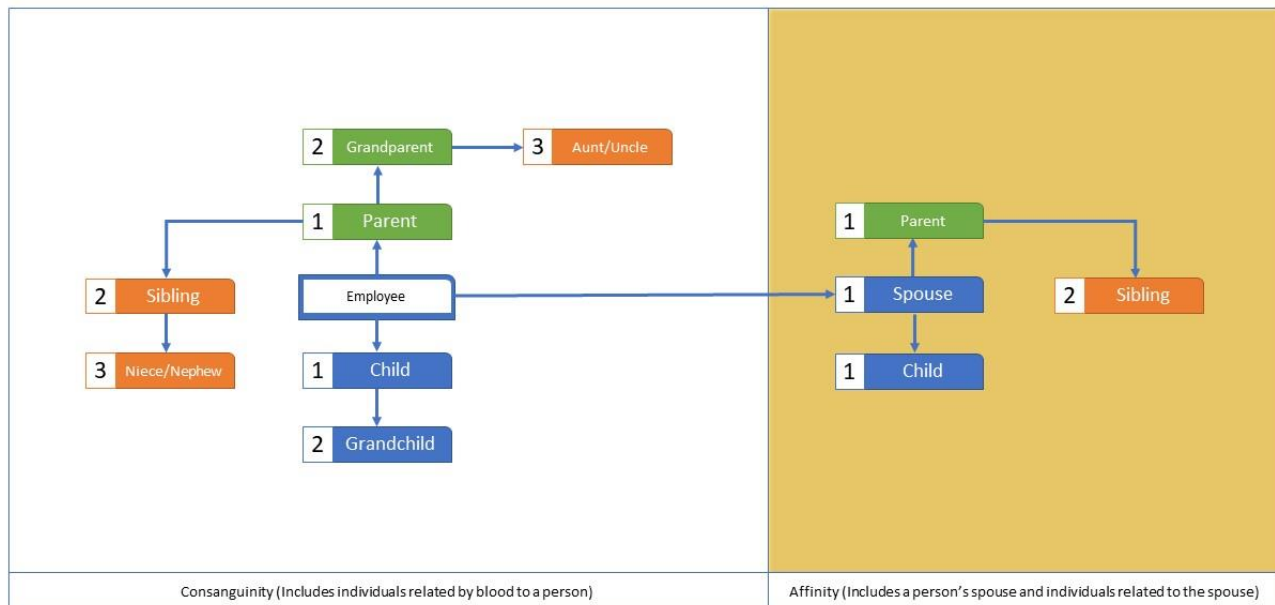 2 Grandparent
3 Aunt/Uncle
1 Parent
1 Parent
2 Sibling
Employee
1 Spouse
2 Sibling
3 Niece/Nephew
1 Child
1 Child
2 Grandchild
Consanguinity (Includes individuals related by blood to a person)
Affinity (Includes a person's spouse and individuals related to the spouse)